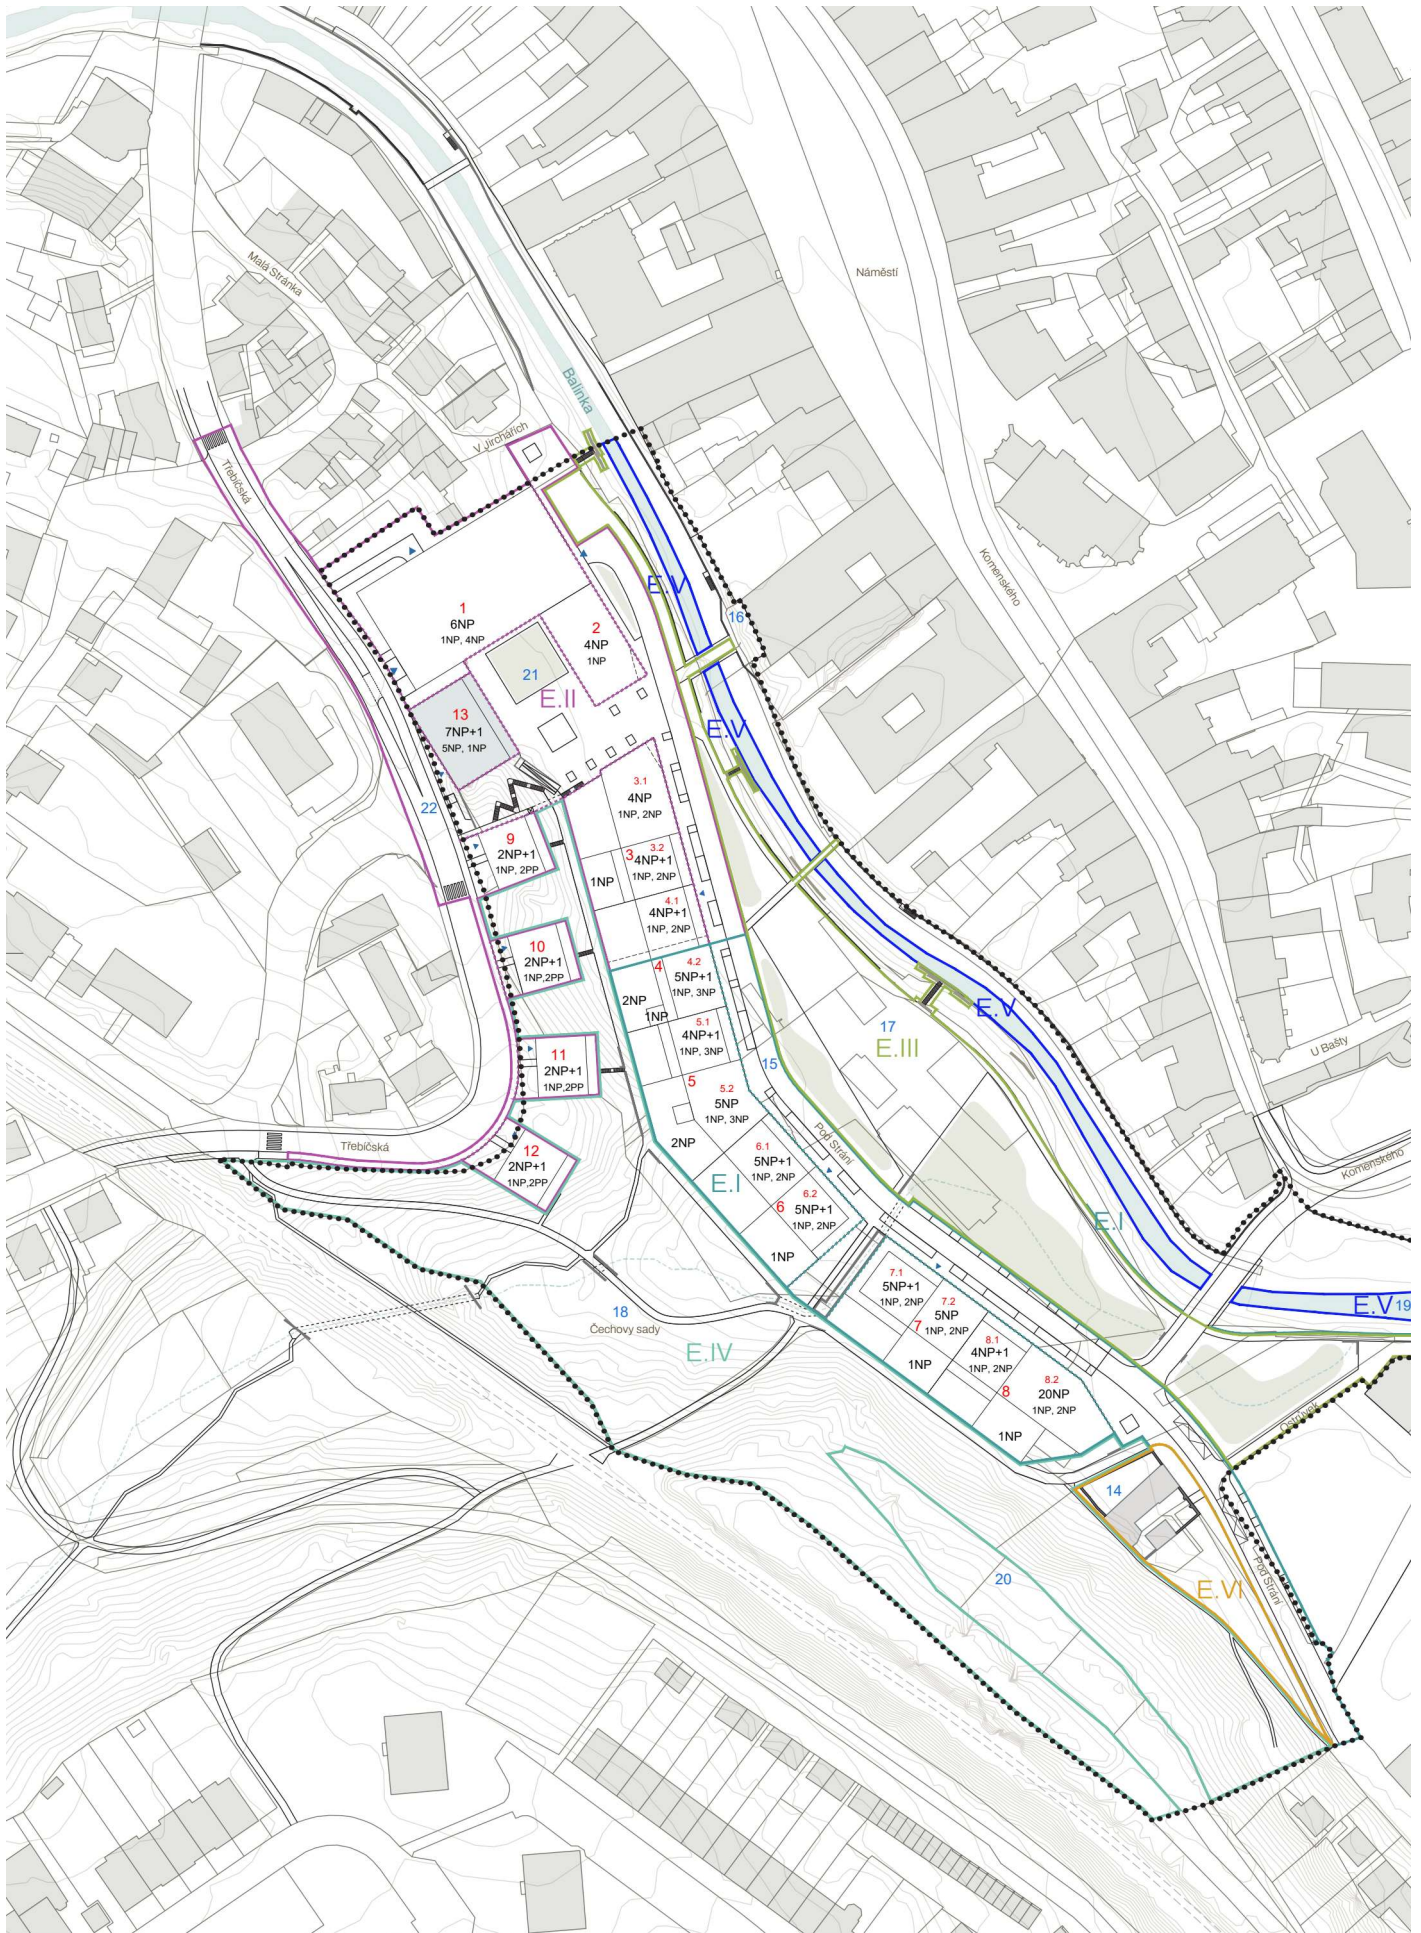 Malá Stránka
Náměstí
Balinka
V Jirchářích
Třebíčská
Komenského
E.V
16
1
6NP
1NP, 4NP
2
4NP
1NP
21
E.II
13
7NP+1
5NP, 1NP
E.V
22
3.1
4NP
1NP, 2NP
9
2NP+1
1NP, 2PP
3
3.2
4NP+1
1NP, 2NP
1NP
4.1
4NP+1
1NP, 2NP
10
2NP+1
1NP,2PP
4
4.2
5NP+1
1NP, 3NP
2NP
1NP
E.V
17
E.III
5.1
4NP+1
1NP, 3NP
U Bašty
11
2NP+1
1NP,2PP
15
5
5.2
5NP
1NP, 3NP
2NP
Pod Strání
Třebíčská
12
2NP+1
1NP,2PP
6.1
5NP+1
1NP, 2NP
Komenského
E.I
6
6.2
5NP+1
1NP, 2NP
1NP
E.I
7.1
5NP+1
1NP, 2NP
7.2
5NP
1NP, 2NP
7
1NP
E.V
19
18
Čechovy sady
E.IV
8.1
4NP+1
1NP, 2NP
8.2
20NP
1NP, 2NP
8
1NP
Ostrůvek
14
20
E.VI
Pod Strání